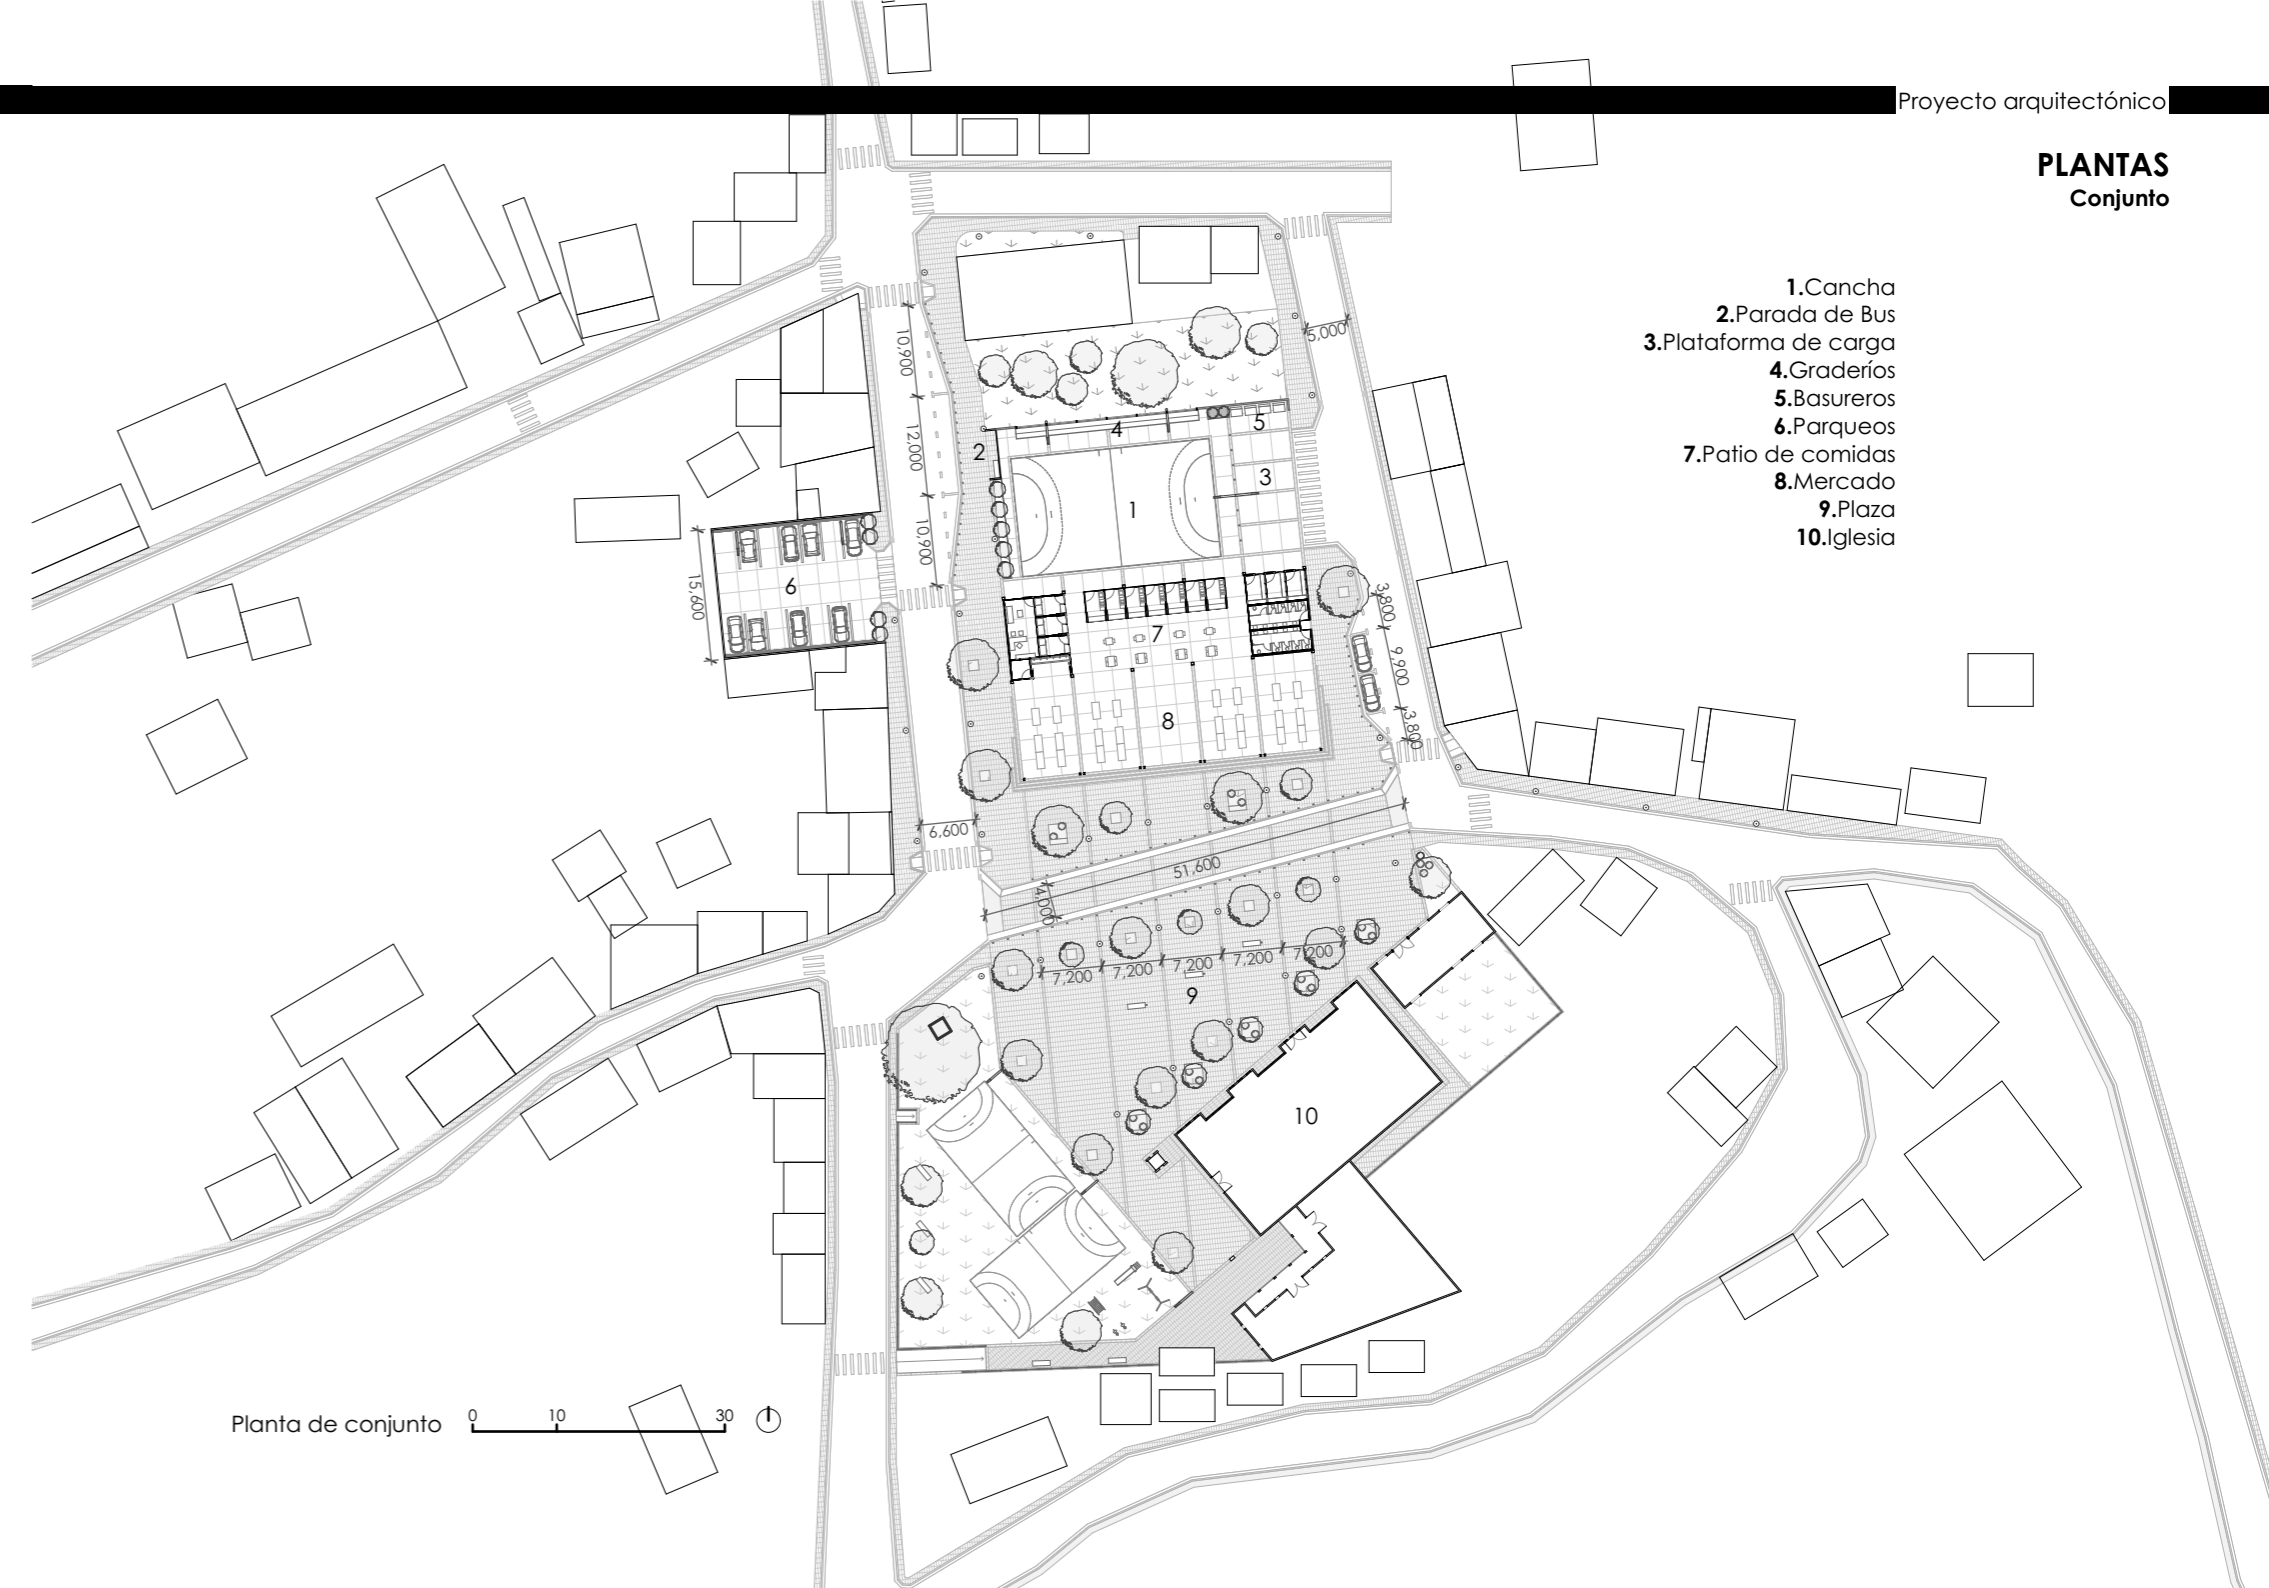 Proyecto arquitectónico
PLANTAS
Conjunto
1.Cancha
2.Parada de Bus
3.Plataforma de carga
4.Graderíos
5.Basureros
6.Parqueos
7.Patio de comidas
8.Mercado
9.Plaza
10.Iglesia
10,900
5,000
12,000
4
5
2
3
1
10,900
15,600
6
3,800
7
9,900
8
3,800
6,600
51,600
4,000
7,200
7,200
7,200
7,200
7,200
9
10
Planta de conjunto
0 10 30